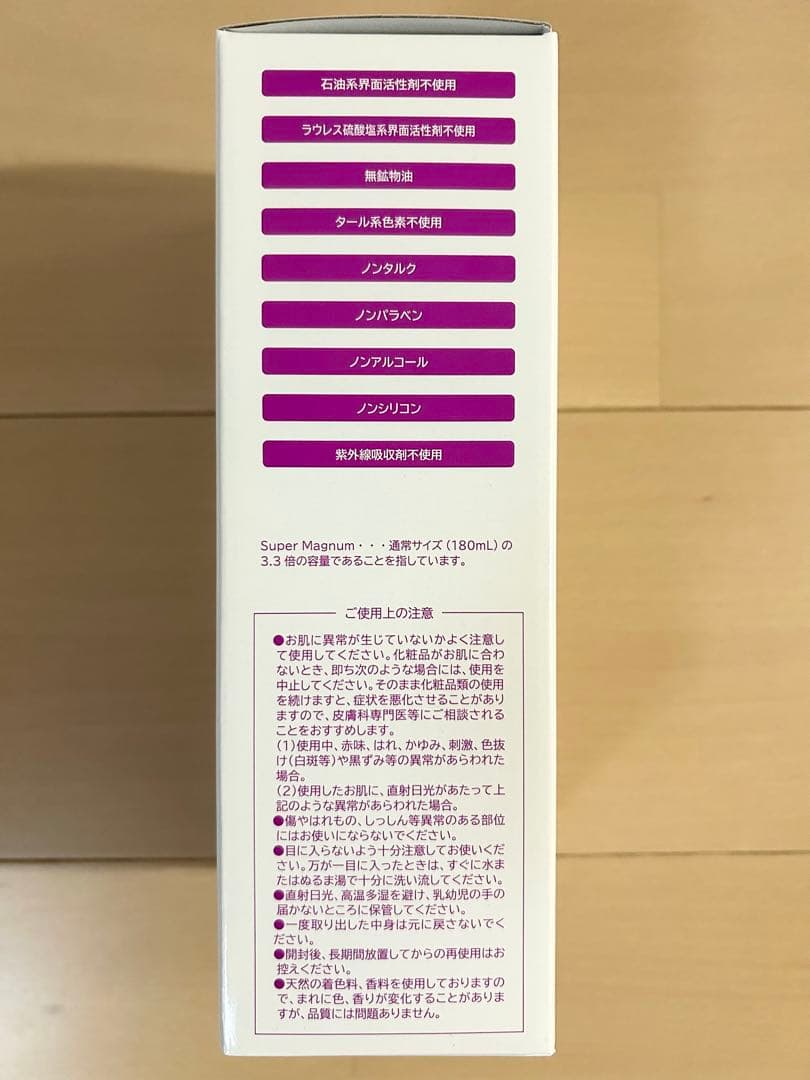 石油系界面活性剤不使用
ラウレス硫酸塩系界面活性剤不使用
無鉱物油
タール系色素不使用
ノンタルク
ノンパラベン
ノンアルコール
ノンシリコン
紫外線吸収剤不使用
Super Magnum・・・通常サイズ(180mL)の
3.3倍の容量であることを指しています。
ご使用上の注意
●お肌に異常が生じていないかよく注意し
て使用してください。化粧品がお肌に合わ
ないとき、即ち次のような場合には、使用を
中止してください。そのまま化粧品類の使用
を続けますと、症状を悪化させることがあり
ますので、皮膚科専門医等にご相談される
ことをおすすめします。
(1)使用中、赤味、はれ、かゆみ、刺激、色抜
け(白斑等)や黒ずみ等の異常があらわれた
場合。
(2)使用したお肌に、直射日光があたって上
記のような異常があらわれた場合。
●傷やはれもの、しっしん等異常のある部位
にはお使いにならないでください。
●目に入らないよう十分注意してお使いくだ
さい。万が一目に入ったときは、すぐに水ま
たはぬるま湯で十分に洗い流してください。
●直射日光、高温多湿を避け、乳幼児の手の
届かないところに保管してください。
●一度取り出した中身は元に戻さないでく
ださい。
●開封後、長期間放置してからの再使用はお
控えください。
●天然の着色料、香料を使用しておりますの
で、まれに色、香りが変化することがありま
すが、品質には問題ありません。